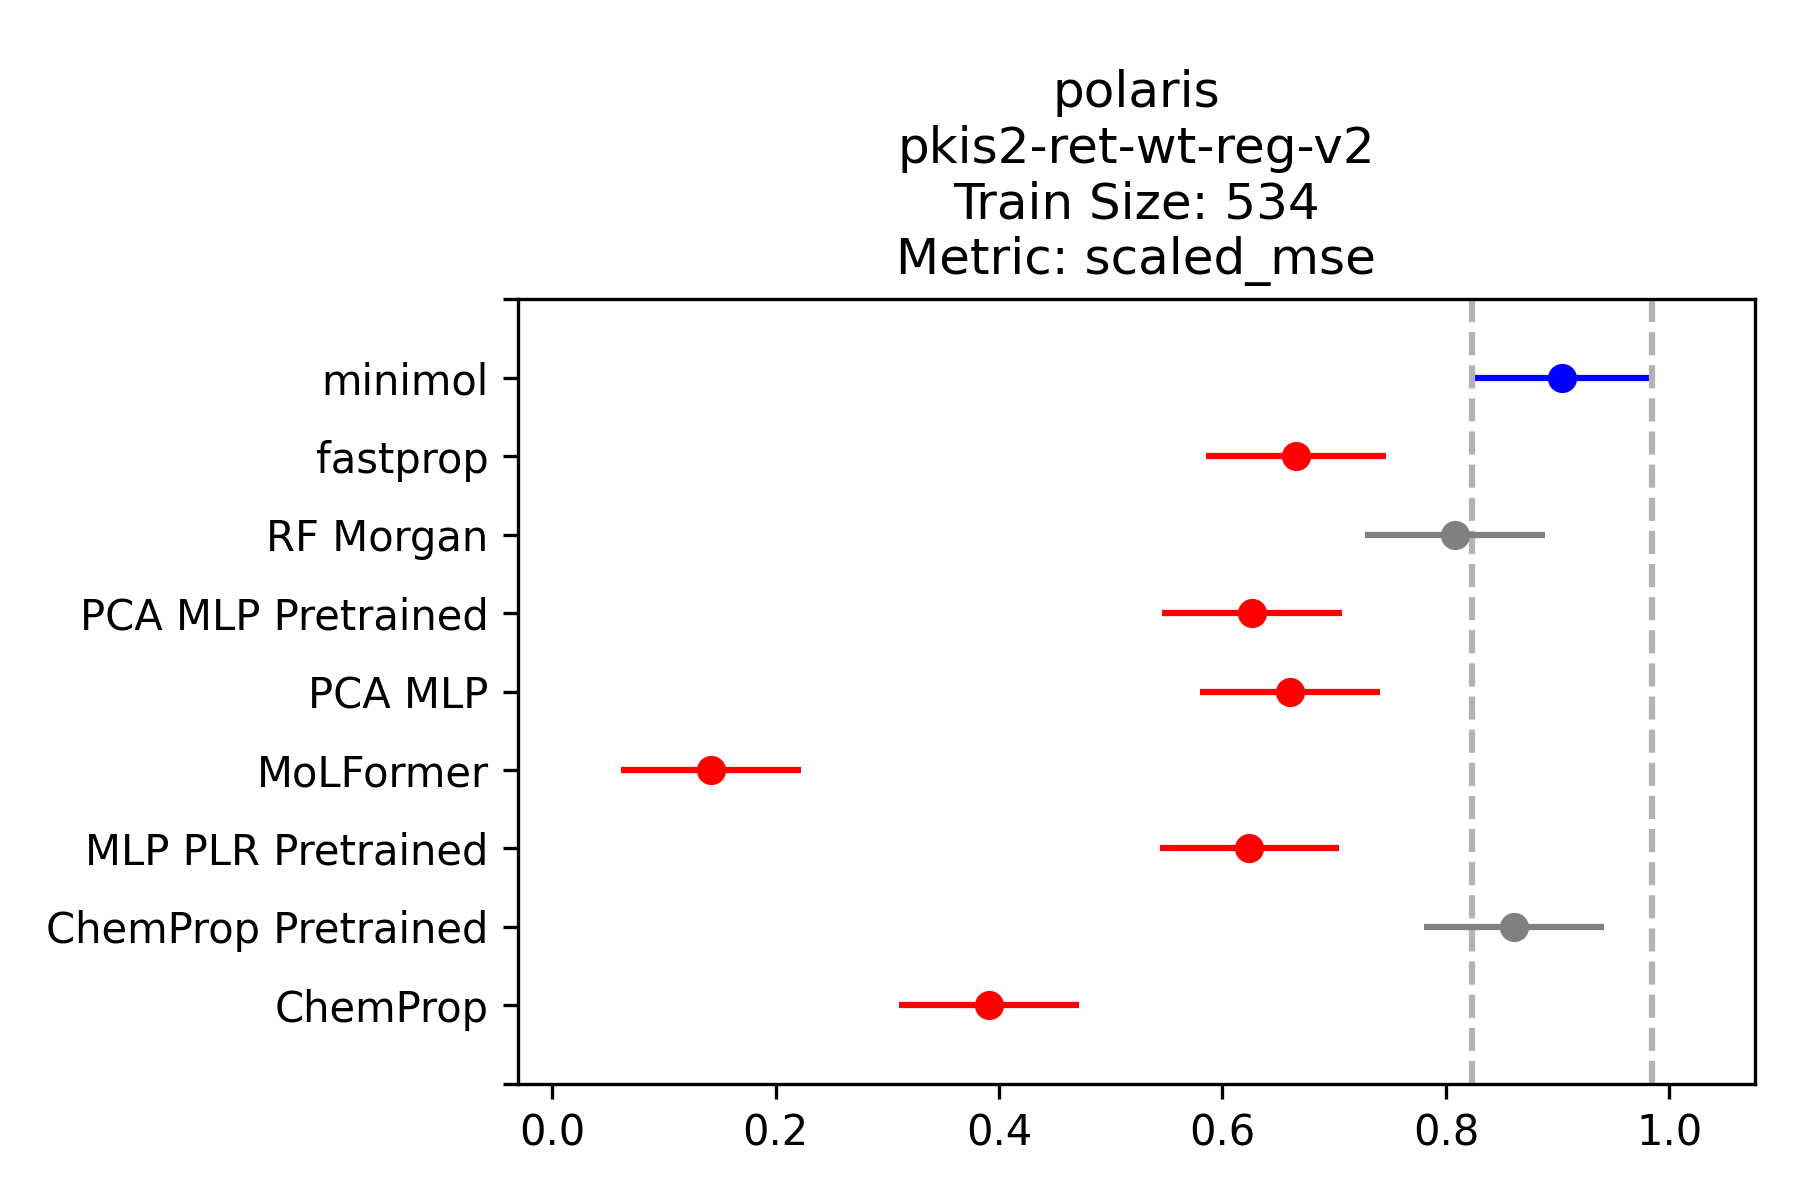 polaris
pkis2-ret-wt-reg-v2
Train Size: 534
Metric: scaled_mse
minimol
fastprop
RF Morgan
PCA MLP Pretrained
PCA MLP
MoLFormer
MLP PLR Pretrained
ChemProp Pretrained
ChemProp
0.0 0.2 0.4 0.6 0.8 1.0